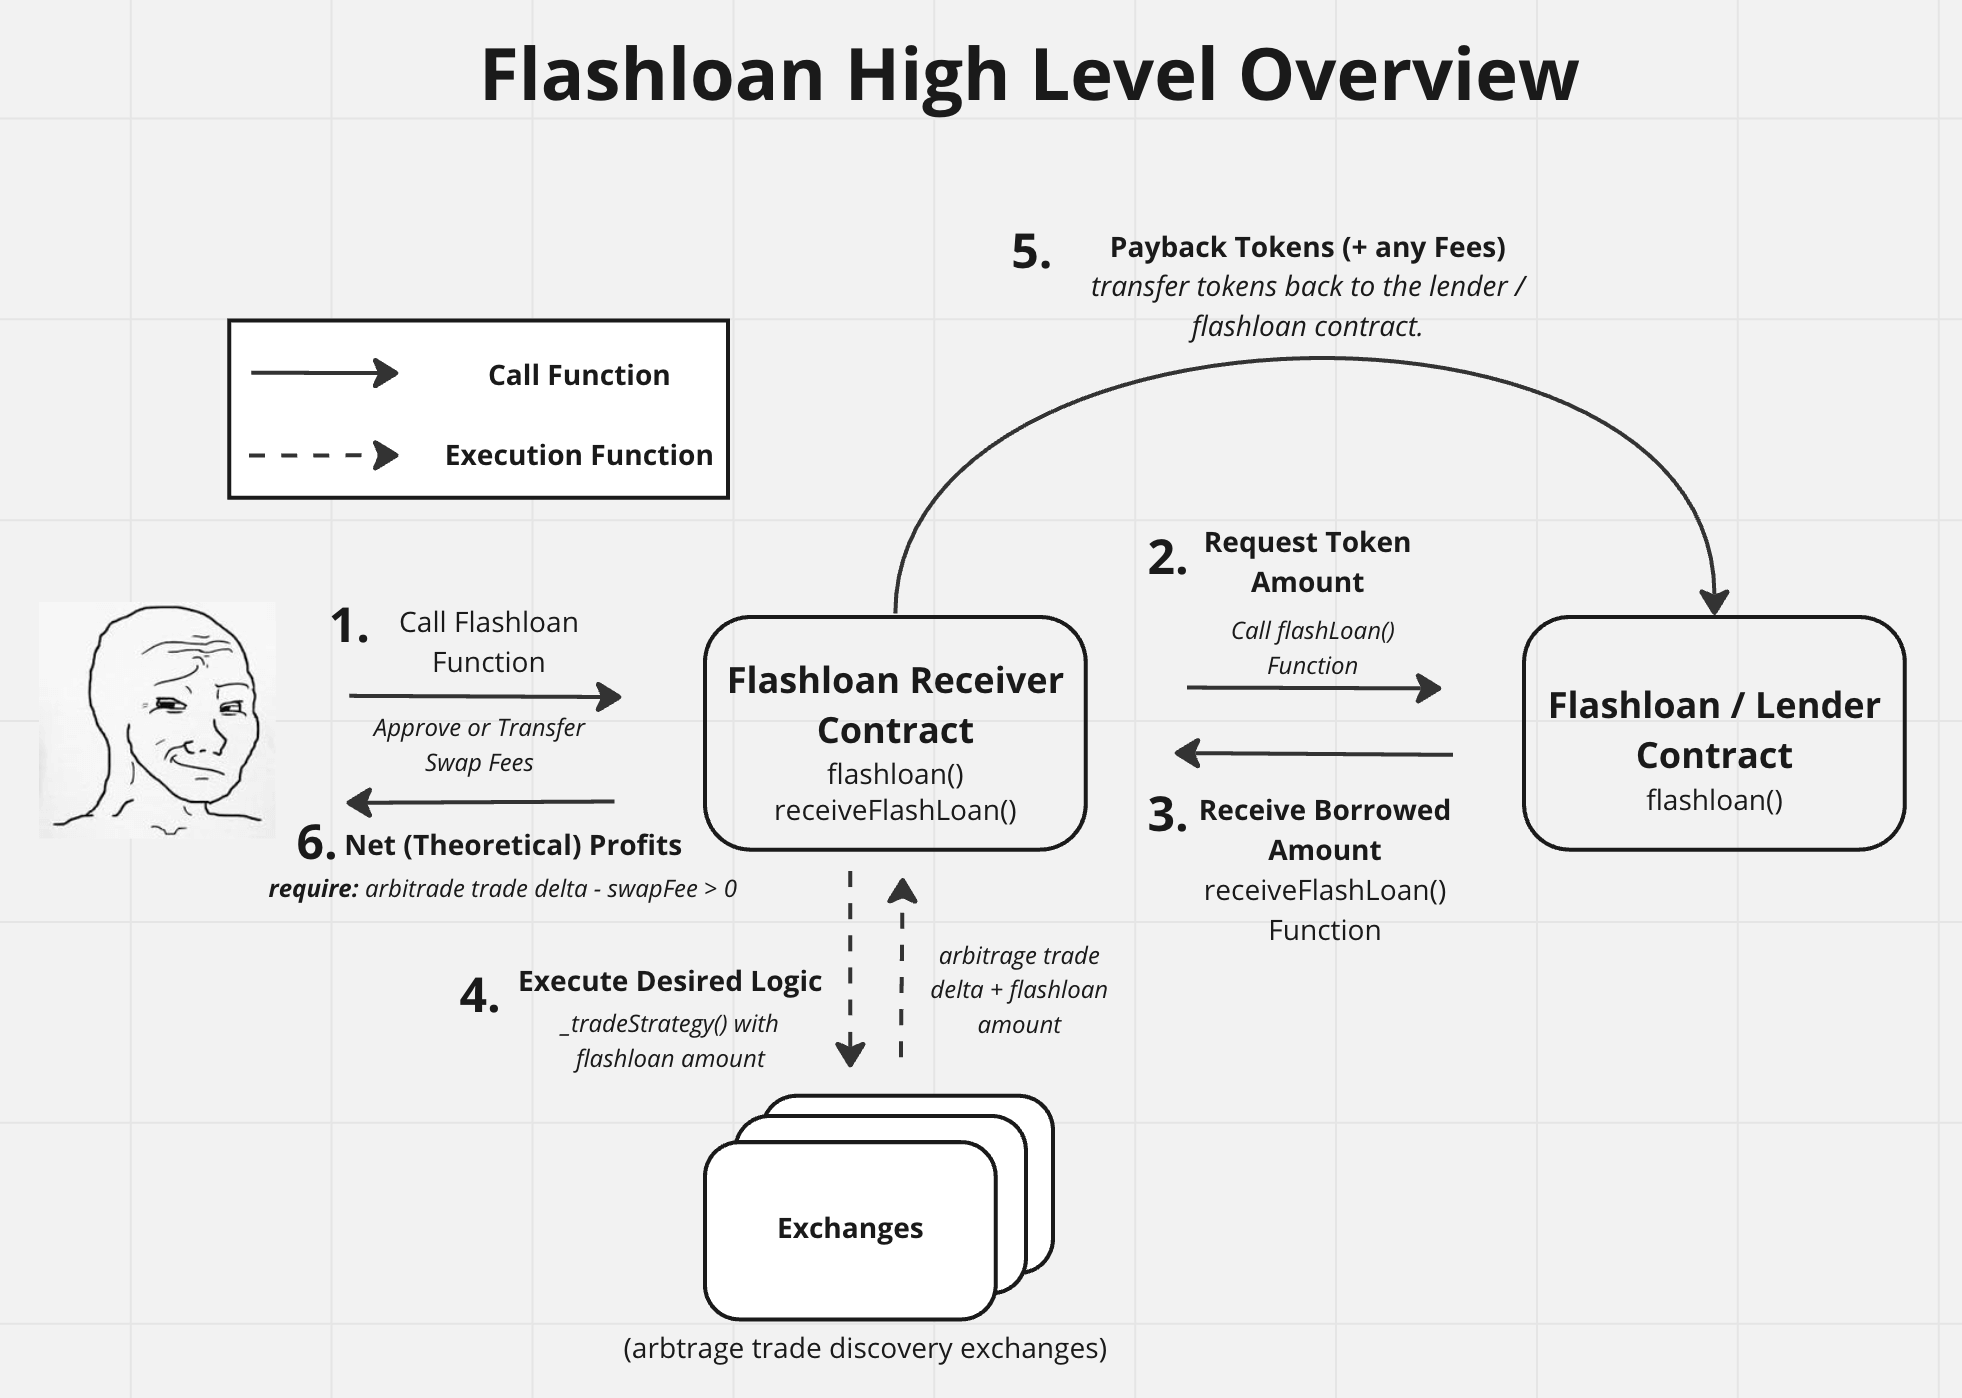 Flashloan High Level Overview
5.
Payback Tokens (+ any Fees)
transfer tokens back to the lender /
flashloan contract.
Call Function
Execution Function
2.
Request Token
Amount
Call flashLoan()
Function
1.
Call Flashloan
Function
Approve or Transfer
Swap Fees
Flashloan Receiver
Contract
flashloan()
receiveFlashLoan()
Flashloan / Lender
Contract
flashloan()
3.
Receive Borrowed
Amount
receiveFlashLoan()
Function
6.
Net (Theoretical) Profits
require: arbitrade trade delta - swapFee > 0
4.
Execute Desired Logic
_tradeStrategy() with
flashloan amount
arbitrage trade
delta + flashloan
amount
Exchanges
(arbtrage trade discovery exchanges)